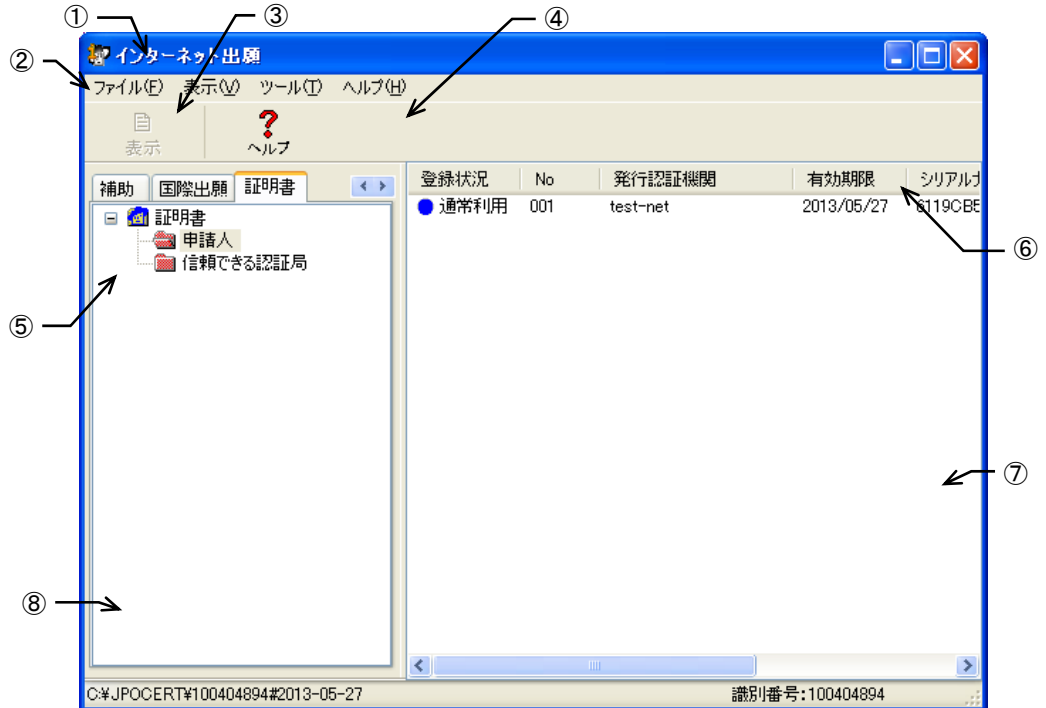 ① ③ ④
② インターネット出願
ファイル(F) 表示(V) ツール(T) ヘルプ(H)
表示 ヘルプ
補助 国際出願 証明書 登録状況 No 発行認証機関 有効期限 シリアルナ
証明書 通常利用 001 test-net 2013/05/27 6119CBE
申請人
信頼できる認証局
⑥
⑤
⑦
⑧
C:¥JPOCERT¥100404894#2013-05-27 識別番号:100404894